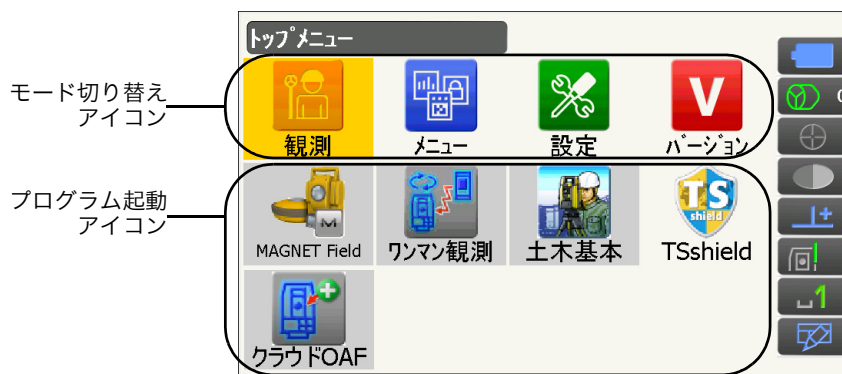 トップメニュー
モード切り替え
アイコン
V
観測
メニュー
設定
バージョン
プログラム起動
アイコン
M
TS
shield
MAGNET Field
ワンマン観測
土木基本
TSshield
1
クラウドOAF